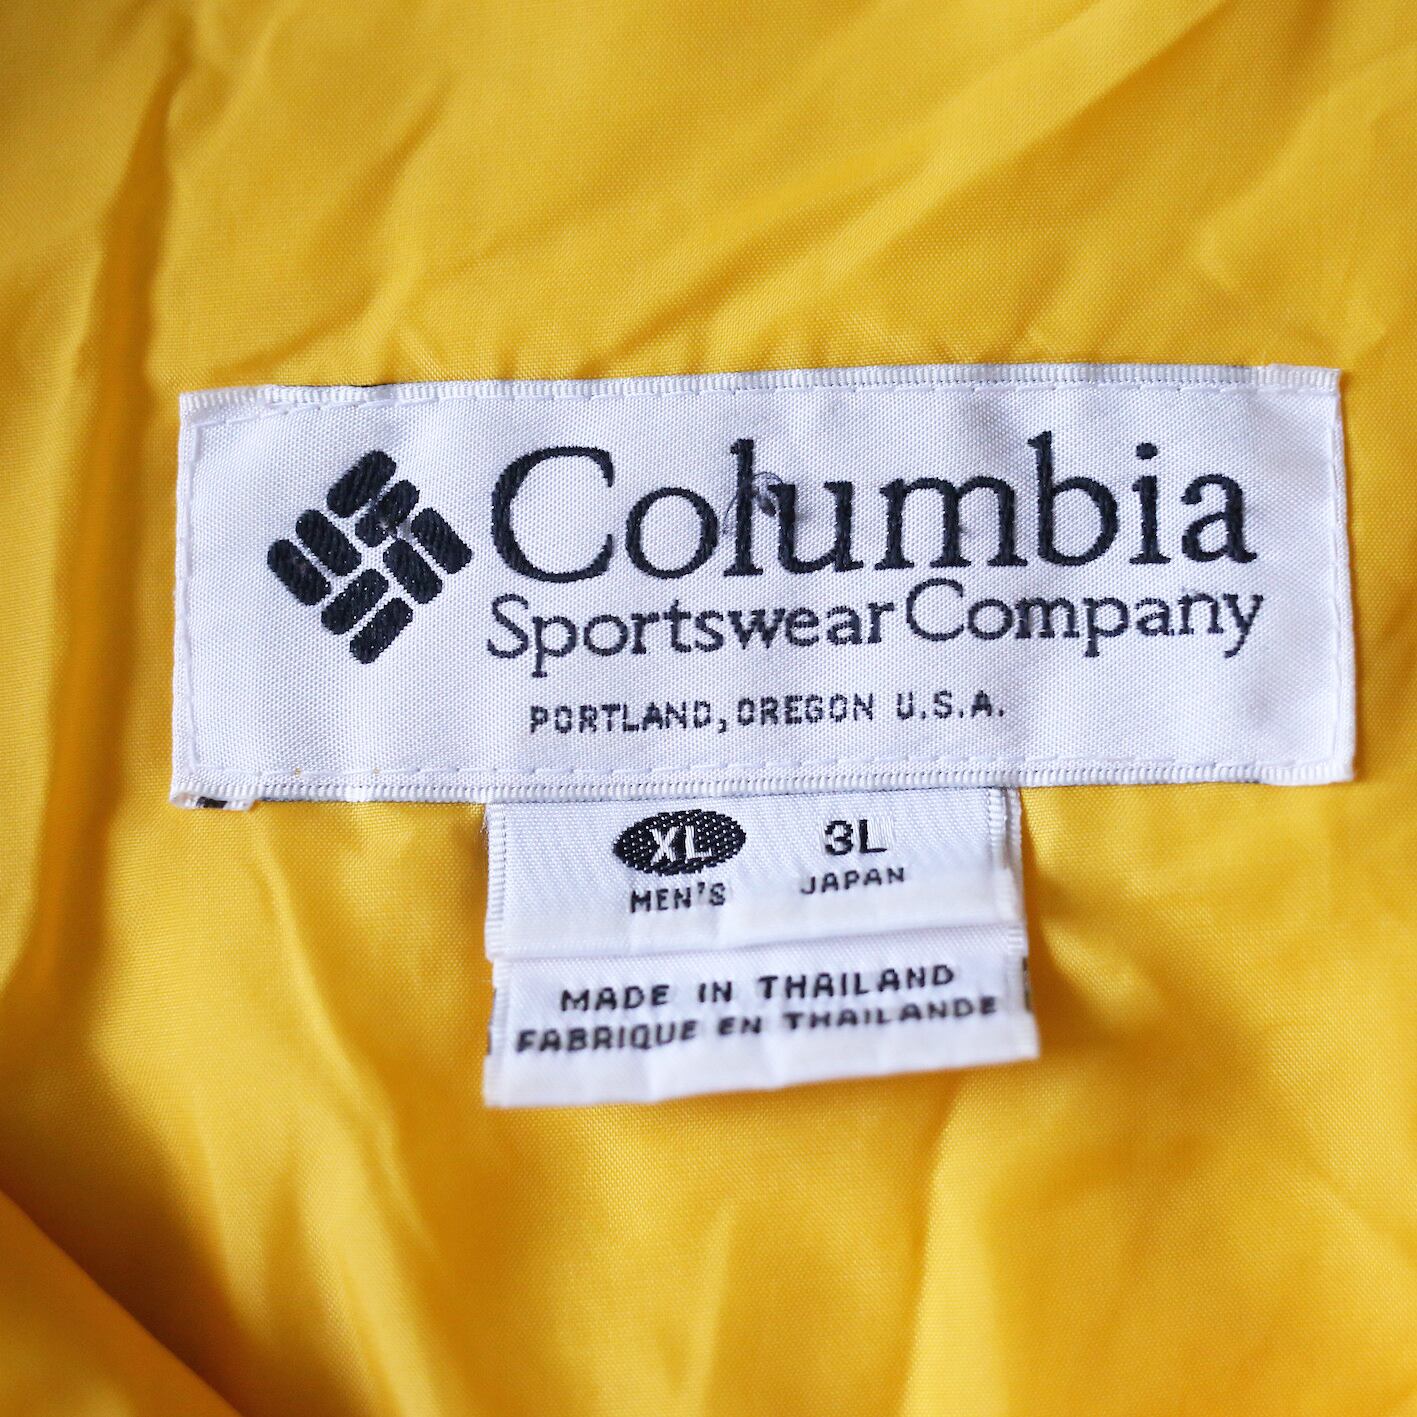 Columbia
Sportswear Company
PORTLAND, OREGON U.S.A.
XL 3L
MEN'S JAPAN
MADE IN THAILAND
FABRIQUE EN THAILANDE